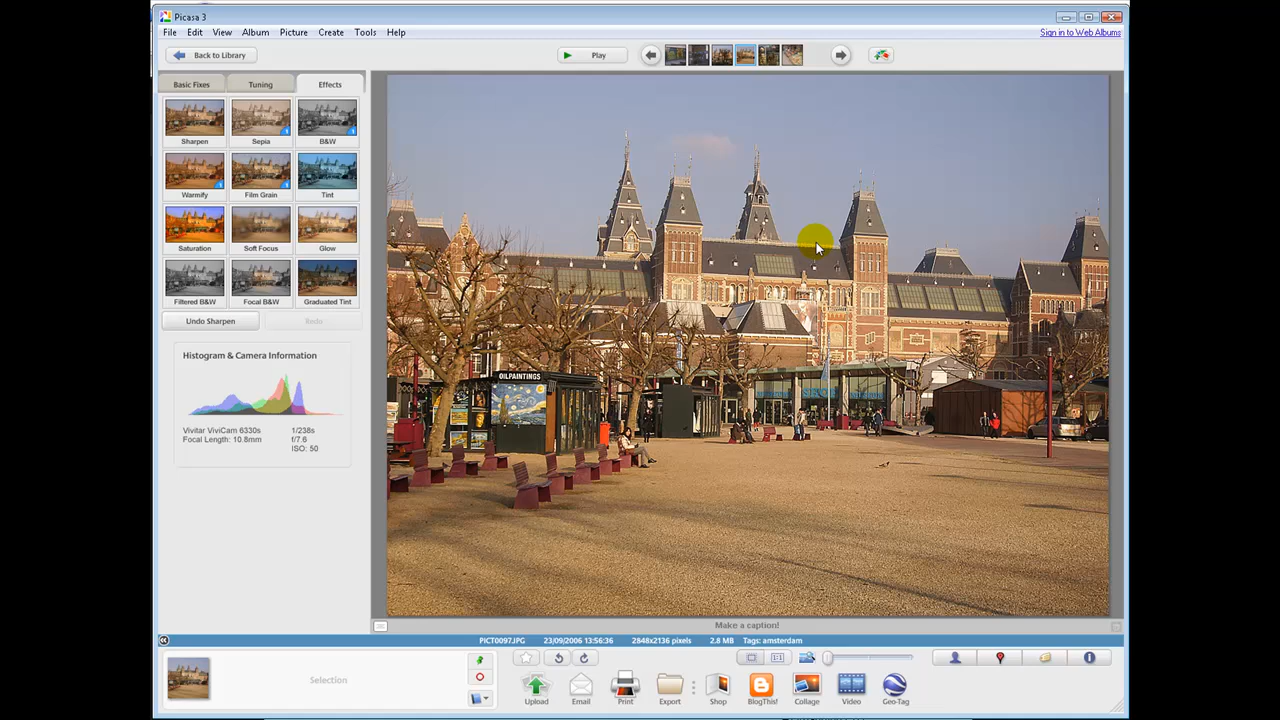 Picasa 3
File Edit View Album Picture Create Tools Help
Sign in to Web Albums
Back to Library
Play
Basic Fixes Tuning Effects
Sharpen Sepia B&W
Warmify Film Grain Tint
Saturation Soft Focus Glow
Filtered B&W Focal B&W Graduated Tint
Undo Sharpen Redo
Histogram & Camera Information
Vivitar ViviCam 6330s 1/238s
Focal Length: 10.8mm f/7.6
ISO: 50
OILPAINTINGS
Make a caption!
PICT0097.JPG 23/09/2006 13:56:36 2848x2136 pixels 2.8 MB Tags: amsterdam
1:1
Selection
Upload Email Print Export Shop BlogThis! Collage Video Geo-Tag